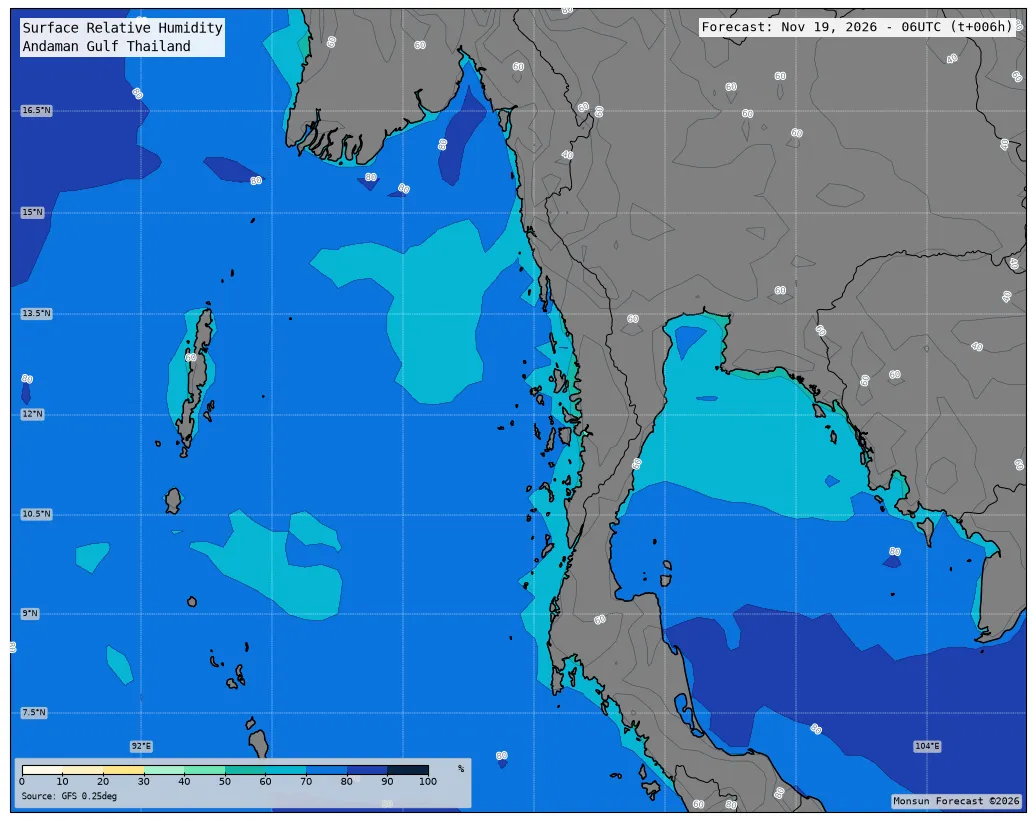 Surface Relative Humidity
Andaman Gulf Thailand
Forecast: Nov 19, 2026 - 06UTC (t+006h)
16.5°N
15°N
13.5°N
12°N
10.5°N
9°N
7.5°N
92°E
104°E
0 10 20 30 40 50 60 70 80 90 100 %
Source: GFS 0.25deg
Monsun Forecast ©2026